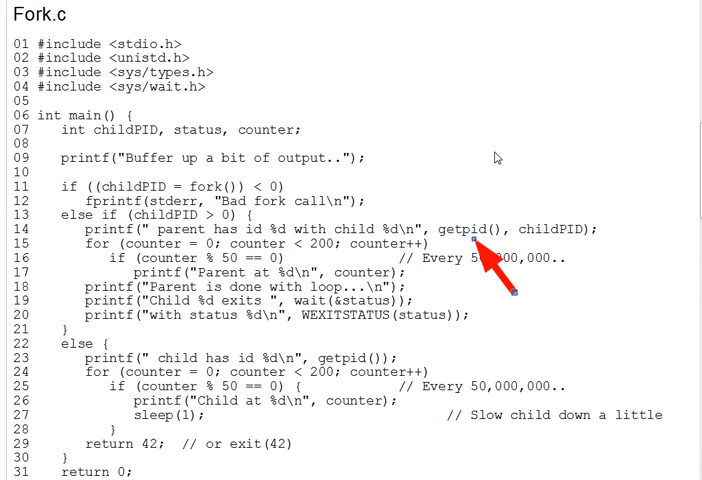 Fork.c
01 #include <stdio.h>
02 #include <unistd.h>
03 #include <sys/types.h>
04 #include <sys/wait.h>
05
06 int main() {
07    int childPID, status, counter;
08
09    printf("Buffer up a bit of output..");
10
11    if ((childPID = fork()) < 0)
12       fprintf(stderr, "Bad fork call\n");
13    else if (childPID > 0) {
14       printf(" parent has id %d with child %d\n", getpid(), childPID);
15       for (counter = 0; counter < 200; counter++)
16          if (counter % 50 == 0)              // Every 50,000,000..
17             printf("Parent at %d\n", counter);
18       printf("Parent is done with loop...\n");
19       printf("Child %d exits ", wait(&status));
20       printf("with status %d\n", WEXITSTATUS(status));
21    }
22    else {
23       printf(" child has id %d\n", getpid());
24       for (counter = 0; counter < 200; counter++)
25          if (counter % 50 == 0) {            // Every 50,000,000..
26             printf("Child at %d\n", counter);
27             sleep(1);                              // Slow child down a little
28          }
29       return 42;  // or exit(42)
30    }
31    return 0;